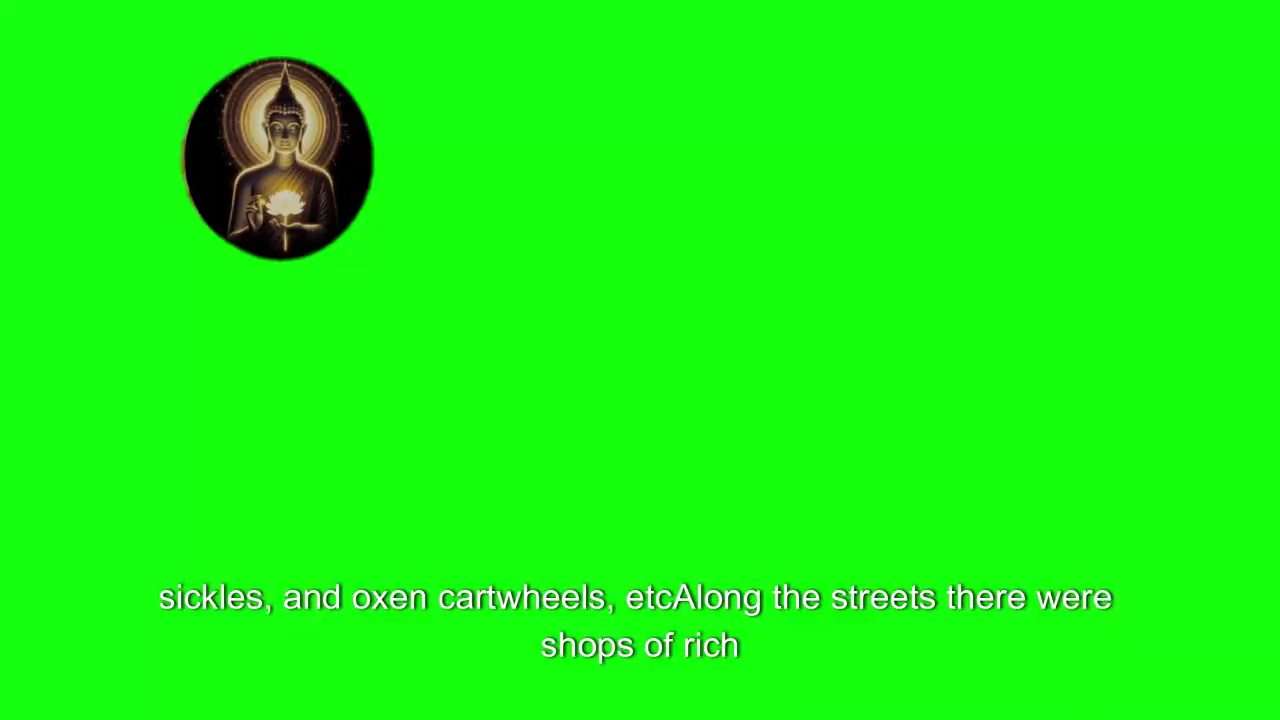 sickles, and oxen cartwheels, etcAlong the streets there were
shops of rich